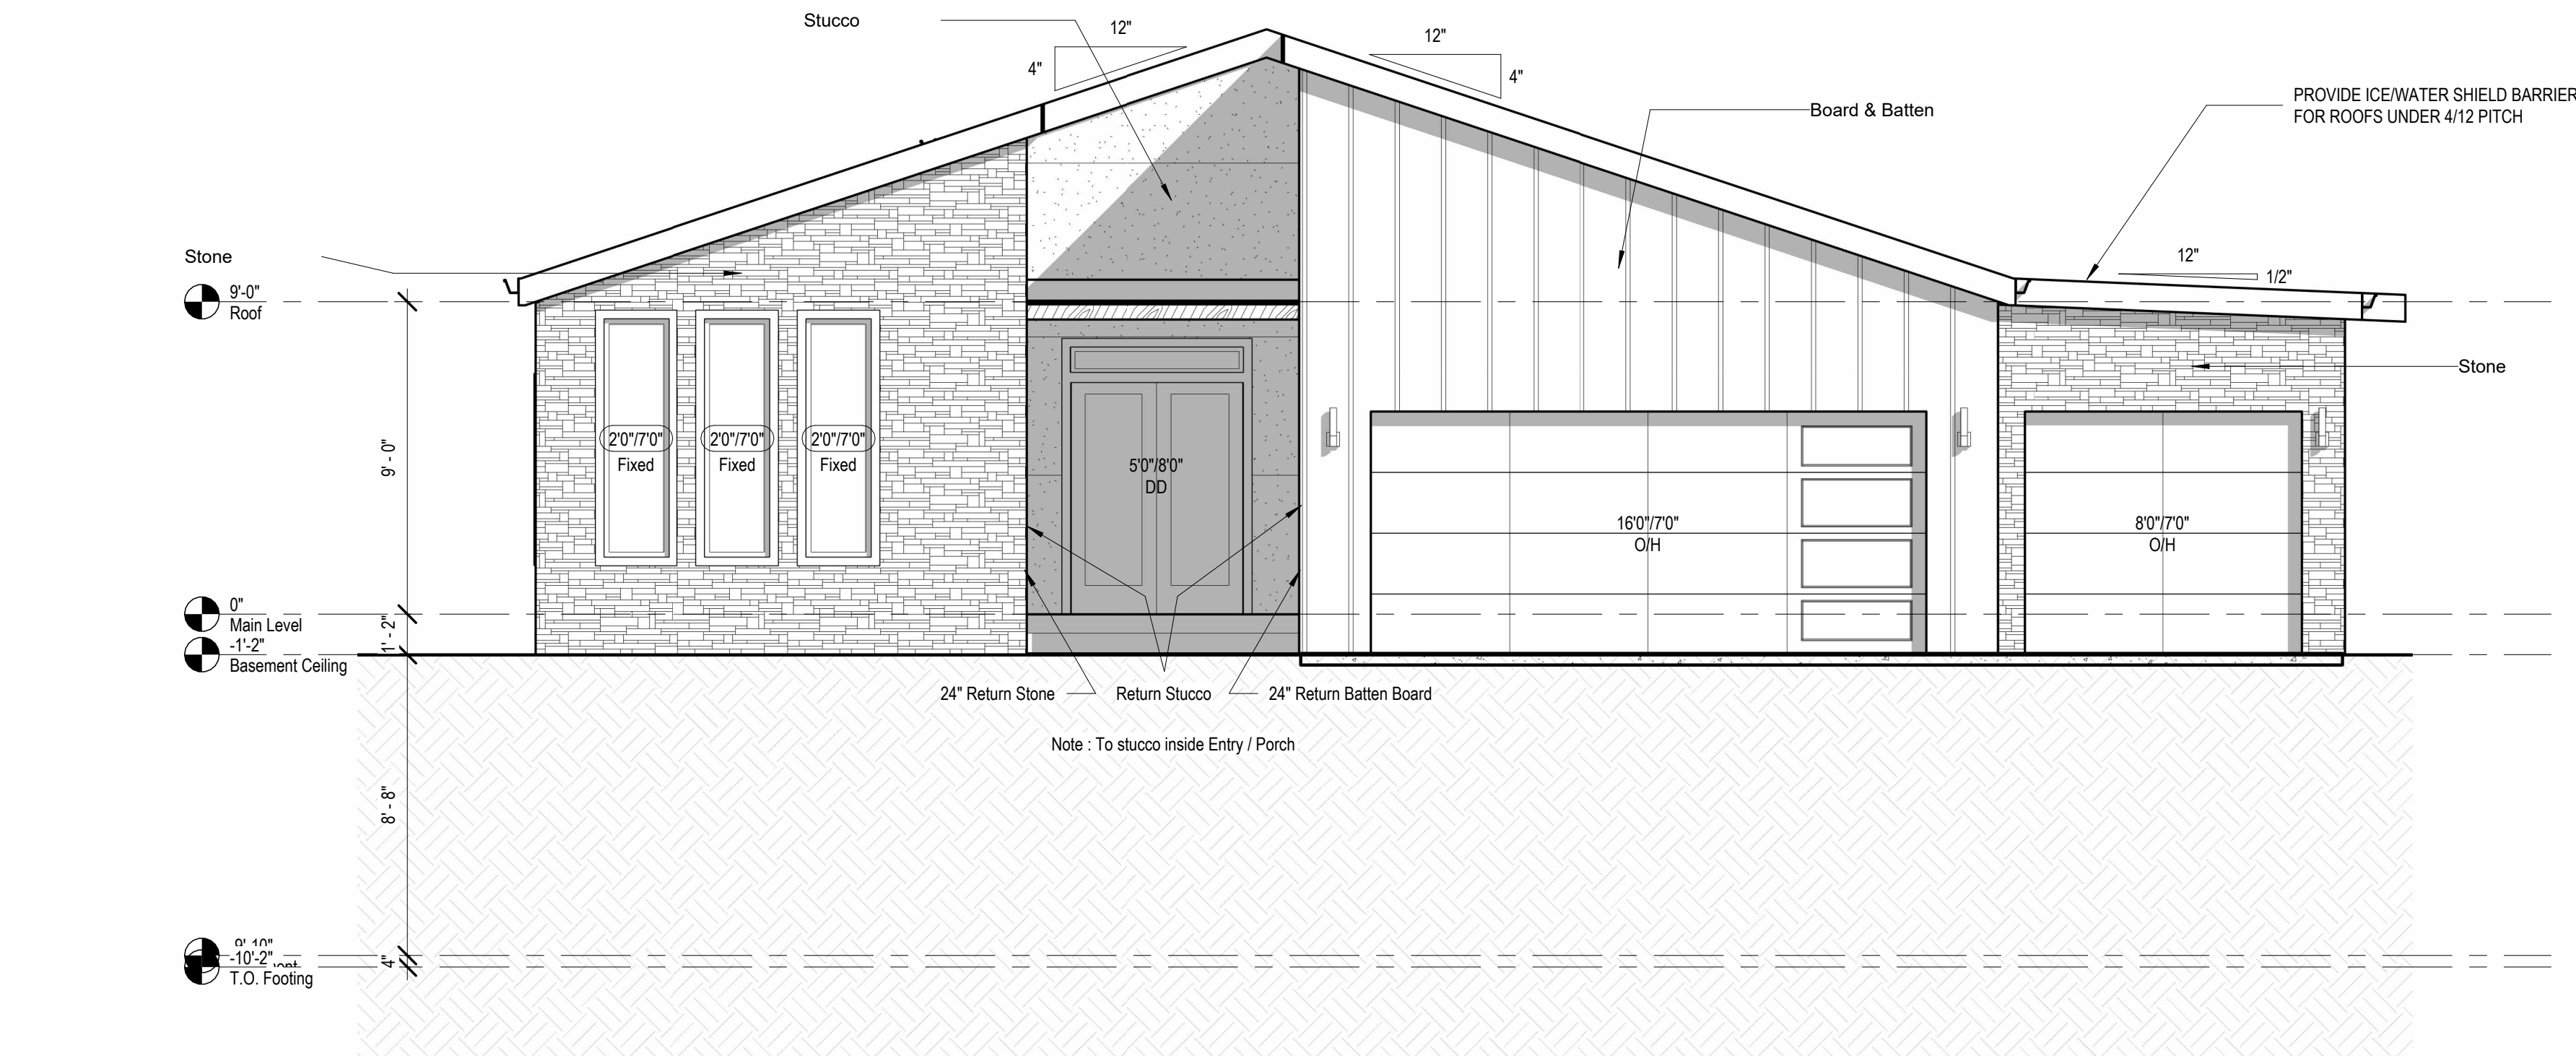 Stucco
12"
4"
12"
4"
Board & Batten
PROVIDE ICE/WATER SHIELD BARRIER
FOR ROOFS UNDER 4/12 PITCH
Stone
12"
1/2"
9'-0"
Roof
Stone
9' - 0"
2'0"/7'0"
Fixed
2'0"/7'0"
Fixed
2'0"/7'0"
Fixed
5'0"/8'0"
DD
16'0"/7'0"
O/H
8'0"/7'0"
O/H
0"
Main Level
1' - 2"
-1'-2"
Basement Ceiling
24" Return Stone
Return Stucco
24" Return Batten Board
Note : To stucco inside Entry / Porch
8' - 8"
4"
-10'-2"
T.O. Footing